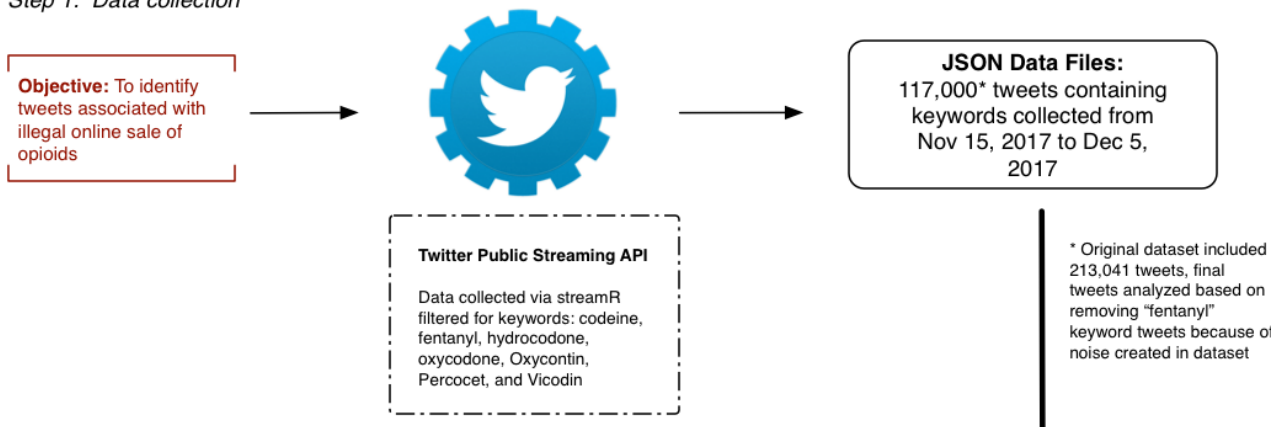 Step 1: Data collection
Objective: To identify
tweets associated with
illegal online sale of
opioids
Twitter Public Streaming API
Data collected via streamR
filtered for keywords: codeine,
fentanyl, hydrocodone,
oxycodone, Oxycontin,
Percocet, and Vicodin
JSON Data Files:
117,000* tweets containing
keywords collected from
Nov 15, 2017 to Dec 5,
2017
* Original dataset included
213,041 tweets, final
tweets analyzed based on
removing “fentanyl”
keyword tweets because of
noise created in dataset